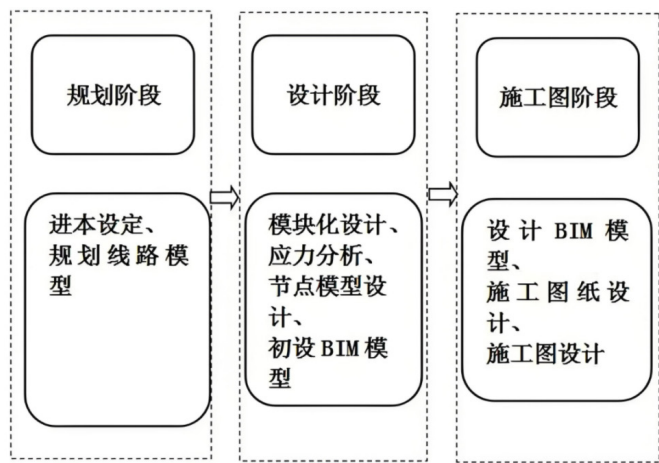 规划阶段
进本设定、
规划线路模
型
设计阶段
模块化设计、
应力分析、
节点模型设
计、
初设BIM模
型
施工图阶段
设计BIM模
型、
施工图纸设
计、
施工图设计